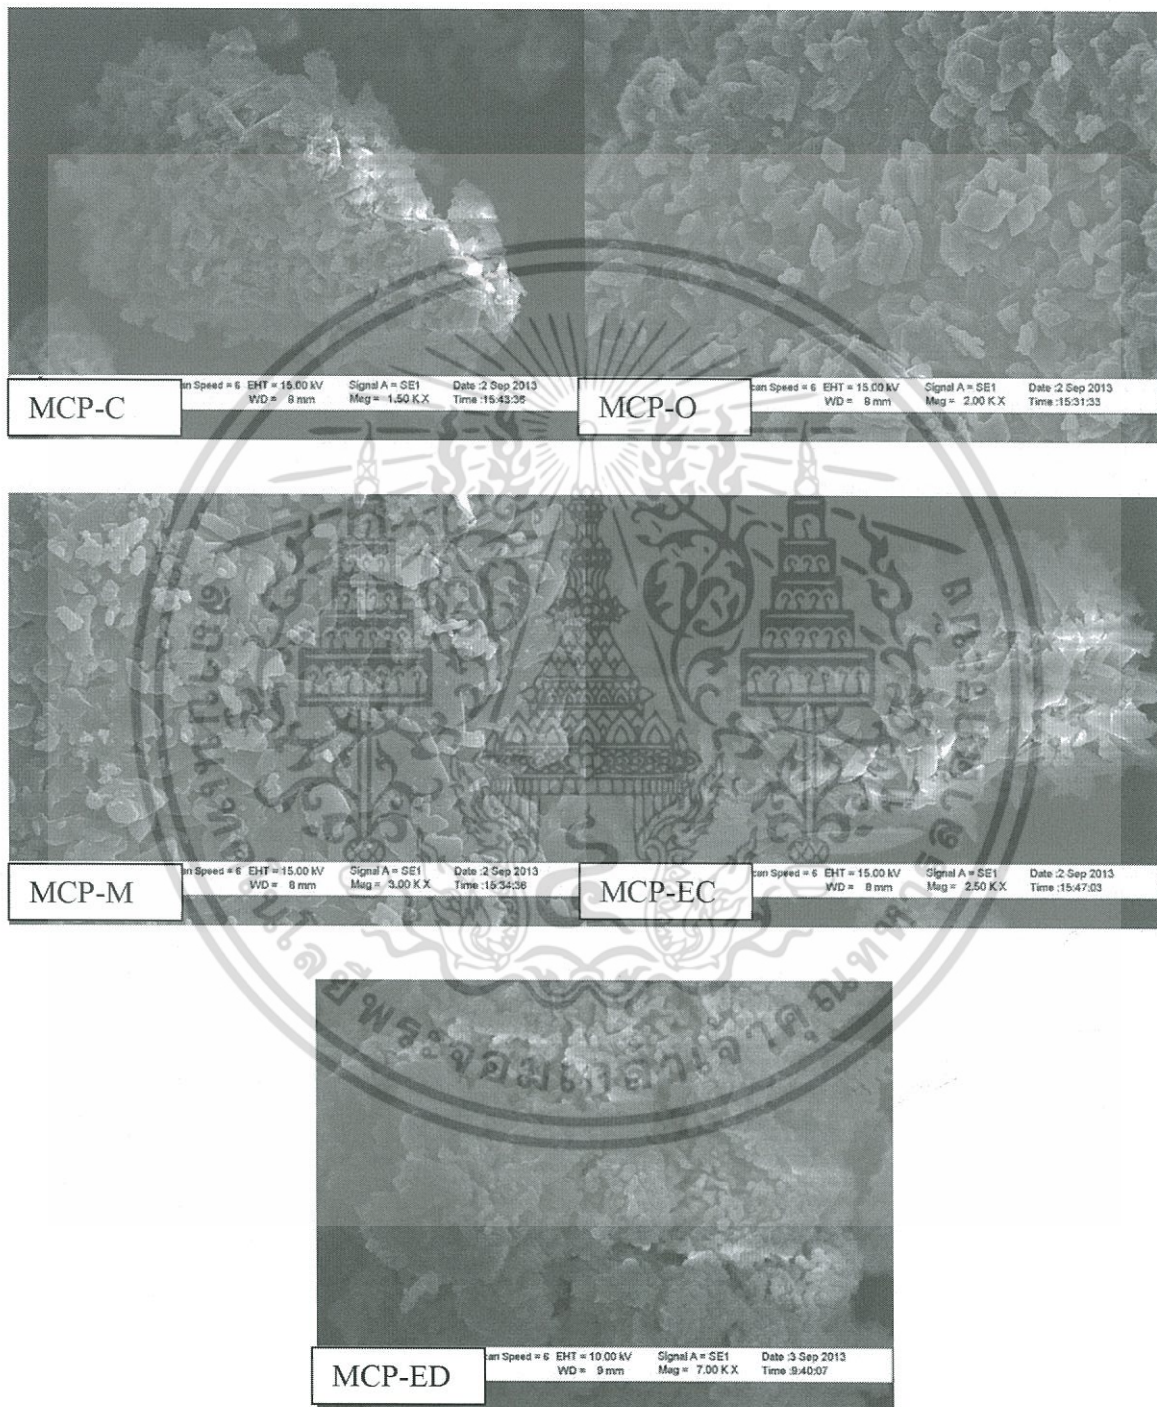 an Speed = 6 EHT = 15.00 kV Signal A = SE1 Date :2 Sep 2013
WD = 8 mm Mag = 1.50 K X Time :15:43:36
MCP-C
can Speed = 6 EHT = 15.00 kV Signal A = SE1 Date :2 Sep 2013
WD = 8 mm Mag = 2.00 K X Time :15:31:33
MCP-O
an Speed = 6 EHT = 15.00 kV Signal A = SE1 Date :2 Sep 2013
WD = 8 mm Mag = 3.00 K X Time :15:34:36
MCP-M
can Speed = 6 EHT = 15.00 kV Signal A = SE1 Date :2 Sep 2013
WD = 8 mm Mag = 2.50 K X Time :15:47:03
MCP-EC
can Speed = 6 EHT = 10.00 kV Signal A = SE1 Date :3 Sep 2013
WD = 9 mm Mag = 7.00 K X Time :9:40:07
MCP-ED